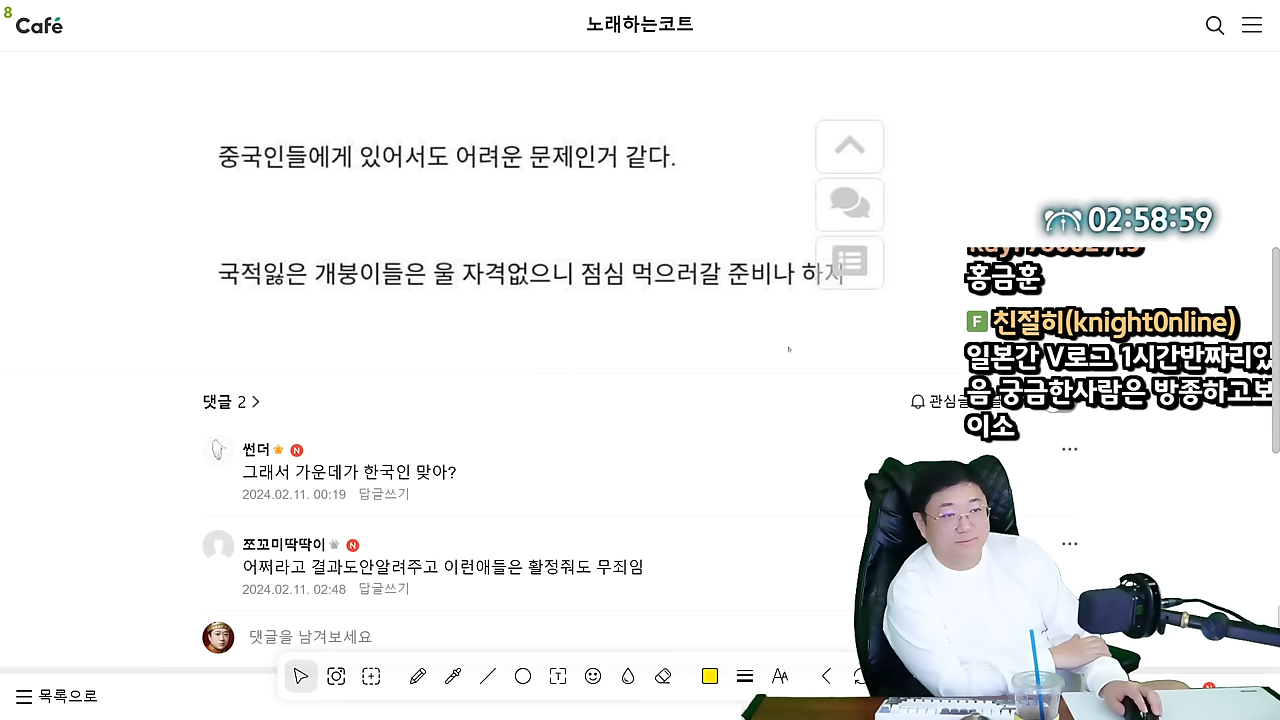 8
Café
노래하는코트
중국인들에게 있어서도 어려운 문제인거 같다.
국적잃은 개붕이들은 울 자격없으니 점심 먹으러갈 준비나 하자
02:58:59
홍금훈
F 친절히(knight0nline)
일본간 V로그 1시간반짜리있
음 궁금한사람은 방종하고보
이소
댓글 2
관심글
썬더 N
그래서 가운데가 한국인 맞아?
2024.02.11. 00:19 답글쓰기
쪼꼬미딱딱이 N
어쩌라고 결과도안알려주고 이런애들은 활정줘도 무죄임
2024.02.11. 02:48 답글쓰기
댓글을 남겨보세요
목록으로